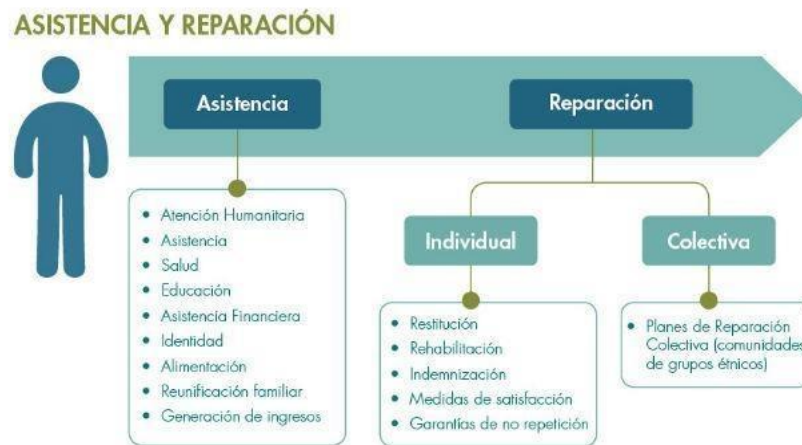 ASISTENCIA Y REPARACIÓN
Asistencia
Reparación
Atención Humanitaria
Asistencia
Salud
Educación
Asistencia Financiera
Identidad
Alimentación
Reunificación familiar
Generación de ingresos
Individual
Restitución
Rehabilitación
Indemnización
Medidas de satisfacción
Garantías de no repetición
Colectiva
Planes de Reparación
Colectiva (comunidades
de grupos étnicos)